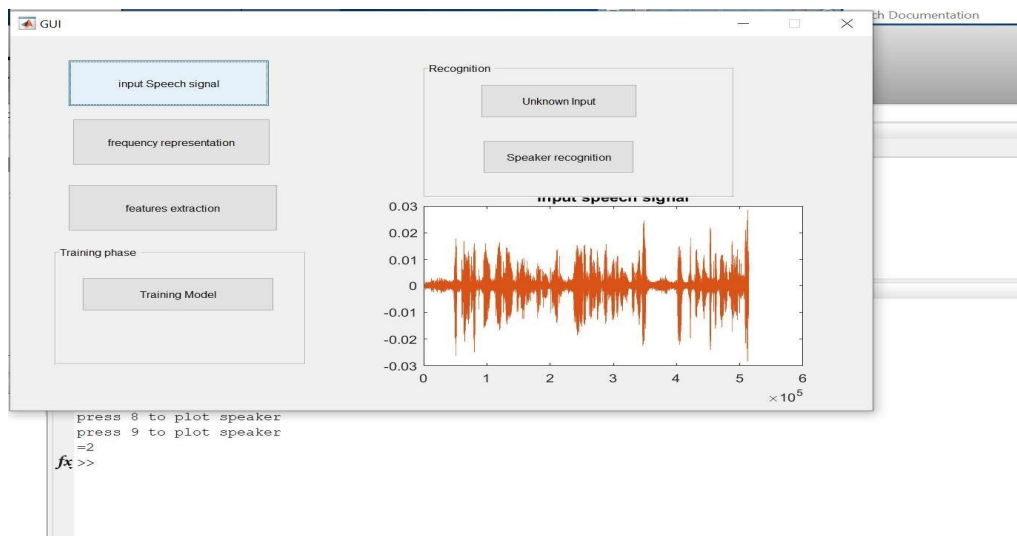 GUI
ch Documentation
input Speech signal
frequency representation
features extraction
Training phase
Training Model
Recognition
Unknown Input
Speaker recognition
input speech signal
0.03
0.02
0.01
0
-0.01
-0.02
-0.03
0 1 2 3 4 5 6
×10^5
press 8 to plot speaker
press 9 to plot speaker
=2
fx >>